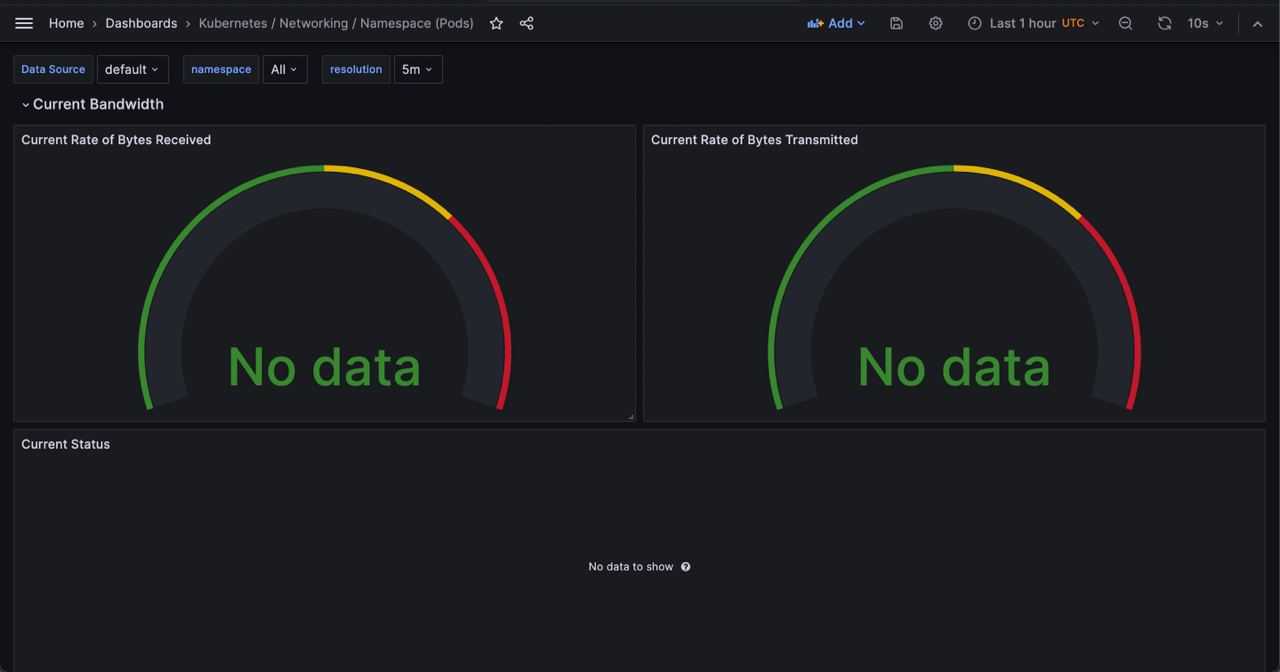 Home > Dashboards > Kubernetes / Networking / Namespace (Pods) Add Last 1 hour UTC 10s
Data Source default namespace All resolution 5m
Current Bandwidth
Current Rate of Bytes Received
Current Rate of Bytes Transmitted
No data
No data
Current Status
No data to show